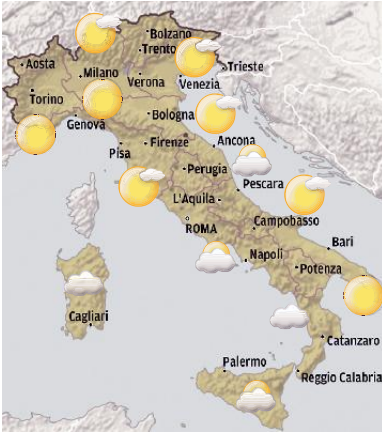 Bolzano
Trento
Aosta
Trieste
Milano
Verona
Venezia
Torino
Genova
Bologna
Ancona
Firenze
Pisa
Perugia
Pescara
L'Aquila
Campobasso
ROMA
Bari
Napoli
Potenza
Cagliari
Catanzaro
Palermo
Reggio Calabria